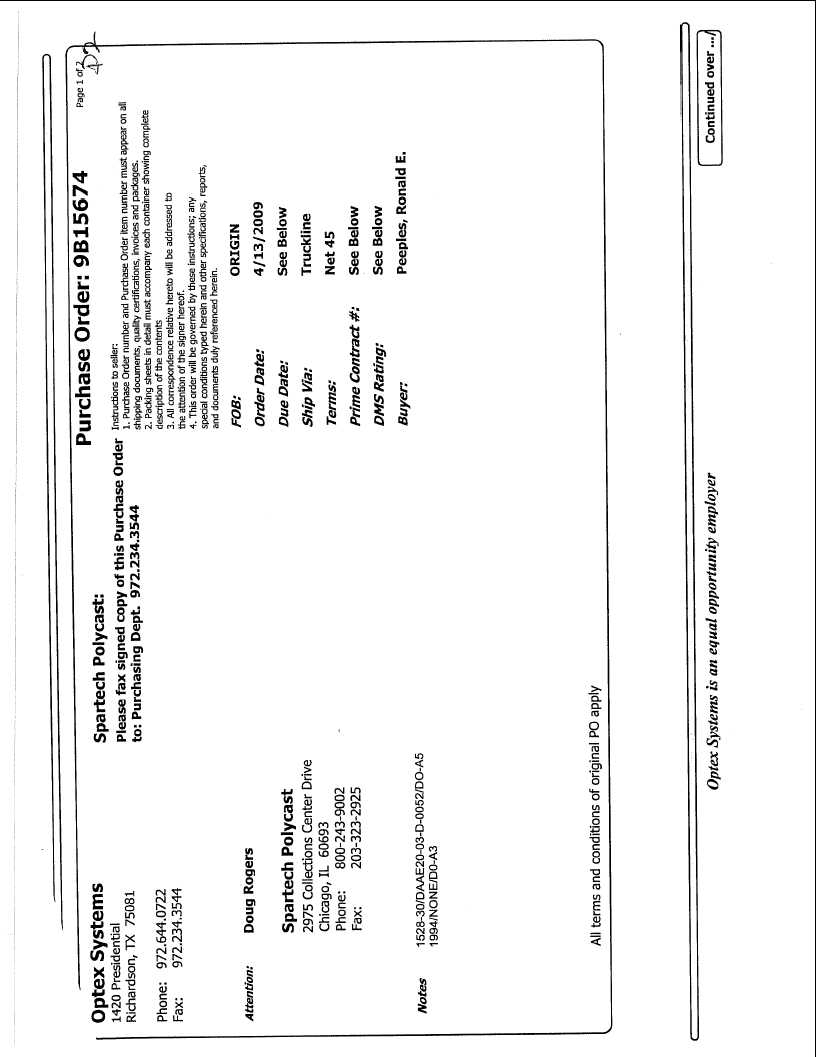 Page 1 of 2
Purchase Order: 9B15674
Optex Systems
1420 Presidential
Richardson, TX 75081
Phone: 972.644.0722
Fax: 972.234.3544
Spartech Polycast:
Please fax signed copy of this Purchase Order
to: Purchasing Dept. 972.234.3544
Instructions to seller:
1. Purchase Order number and Purchase Order item number must appear on all
shipping documents, quality certifications, invoices and packages.
2. Packing sheets in detail must accompany each container showing complete
description of the contents
3. All correspondence relative hereto will be addressed to
the attention of the signer hereof.
4. This order will be governed by these instructions; any
special conditions typed herein and other specifications, reports,
and documents duly referenced herein.
Attention: Doug Rogers
Spartech Polycast
2975 Collections Center Drive
Chicago, IL 60693
Phone: 800-243-9002
Fax: 203-323-2925
FOB: ORIGIN
Order Date: 4/13/2009
Due Date: See Below
Ship Via: Truckline
Terms: Net 45
Prime Contract #: See Below
DMS Rating: See Below
Buyer: Peeples, Ronald E.
Notes 1528-30/DAAE20-03-D-0052/DO-A5
1994/NONE/D0-A3
All terms and conditions of original PO apply
Continued over .../
Optex Systems is an equal opportunity employer